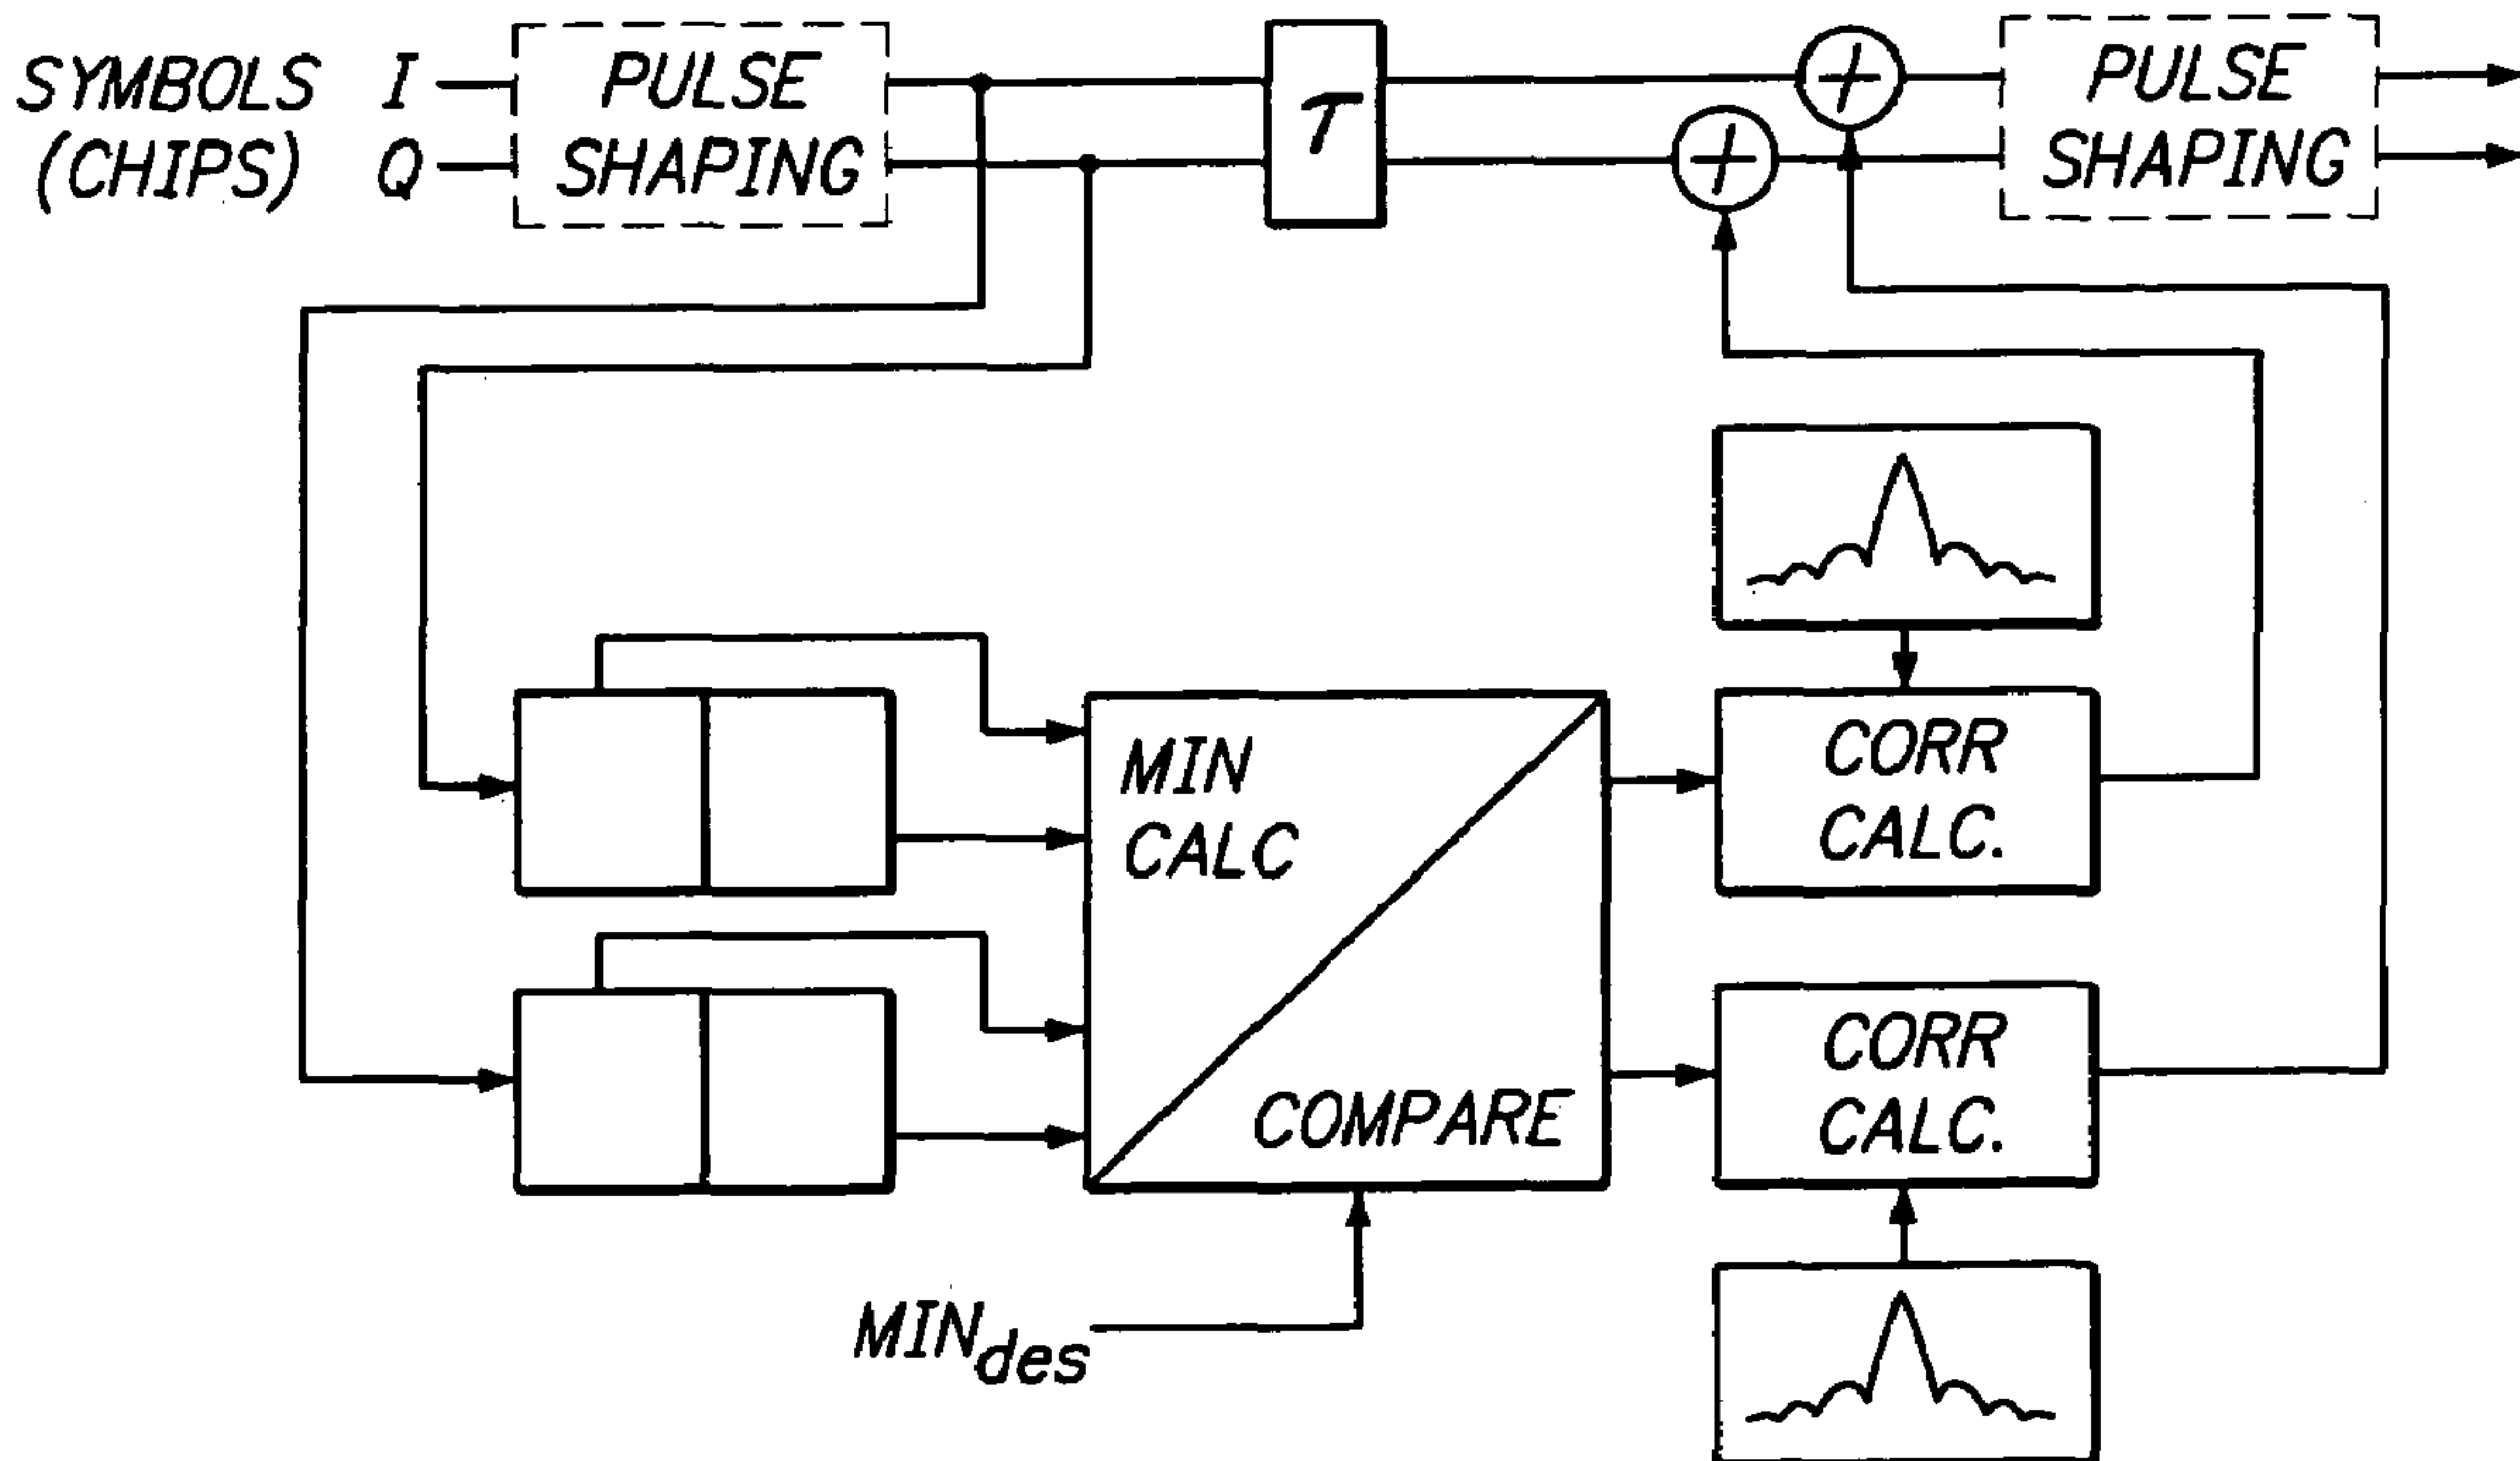 SYMBOLS I
(CHIPS) Q
PULSE
SHAPING
τ
PULSE
SHAPING
MIN
CALC
COMPARE
CORR
CALC.
CORR
CALC.
MINdes